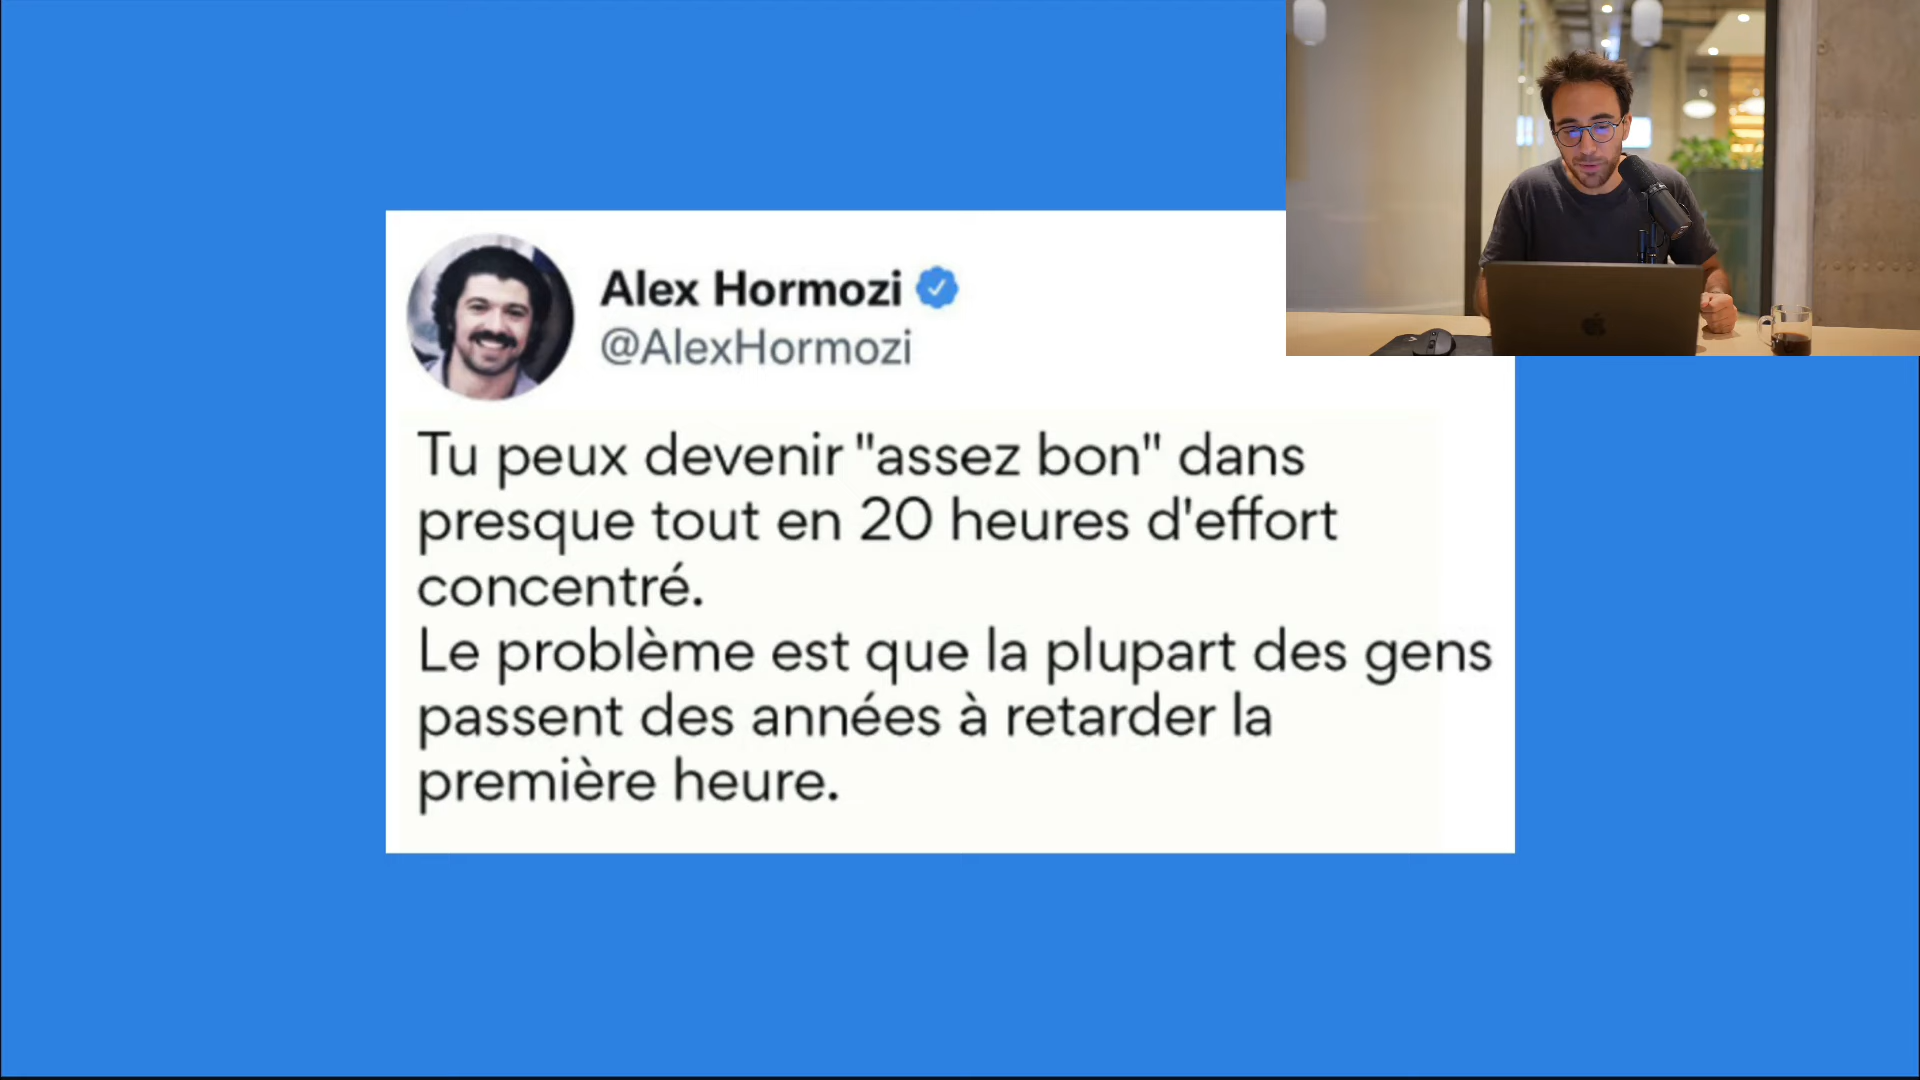 Alex Hormozi
@AlexHormozi
Tu peux devenir "assez bon" dans
presque tout en 20 heures d'effort
concentré.
Le problème est que la plupart des gens
passent des années à retarder la
première heure.